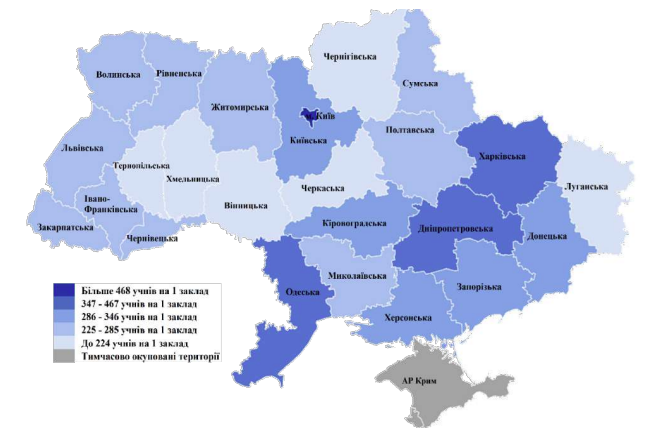 Чернігівська
Волинська
Рівненська
Сумська
Житомирська
м. Київ
Київська
Полтавська
Львівська
Харківська
Тернопільська
Хмельницька
Черкаська
Луганська
Вінницька
Івано-
Франківська
Закарпатська
Чернівецька
Кіровоградська
Дніпропетровська
Донецька
Миколаївська
Одеська
Запорізька
Херсонська
АР Крим
Більше 468 учнів на 1 заклад
347 - 467 учнів на 1 заклад
286 - 346 учнів на 1 заклад
225 - 285 учнів на 1 заклад
До 224 учнів на 1 заклад
Тимчасово окуповані території